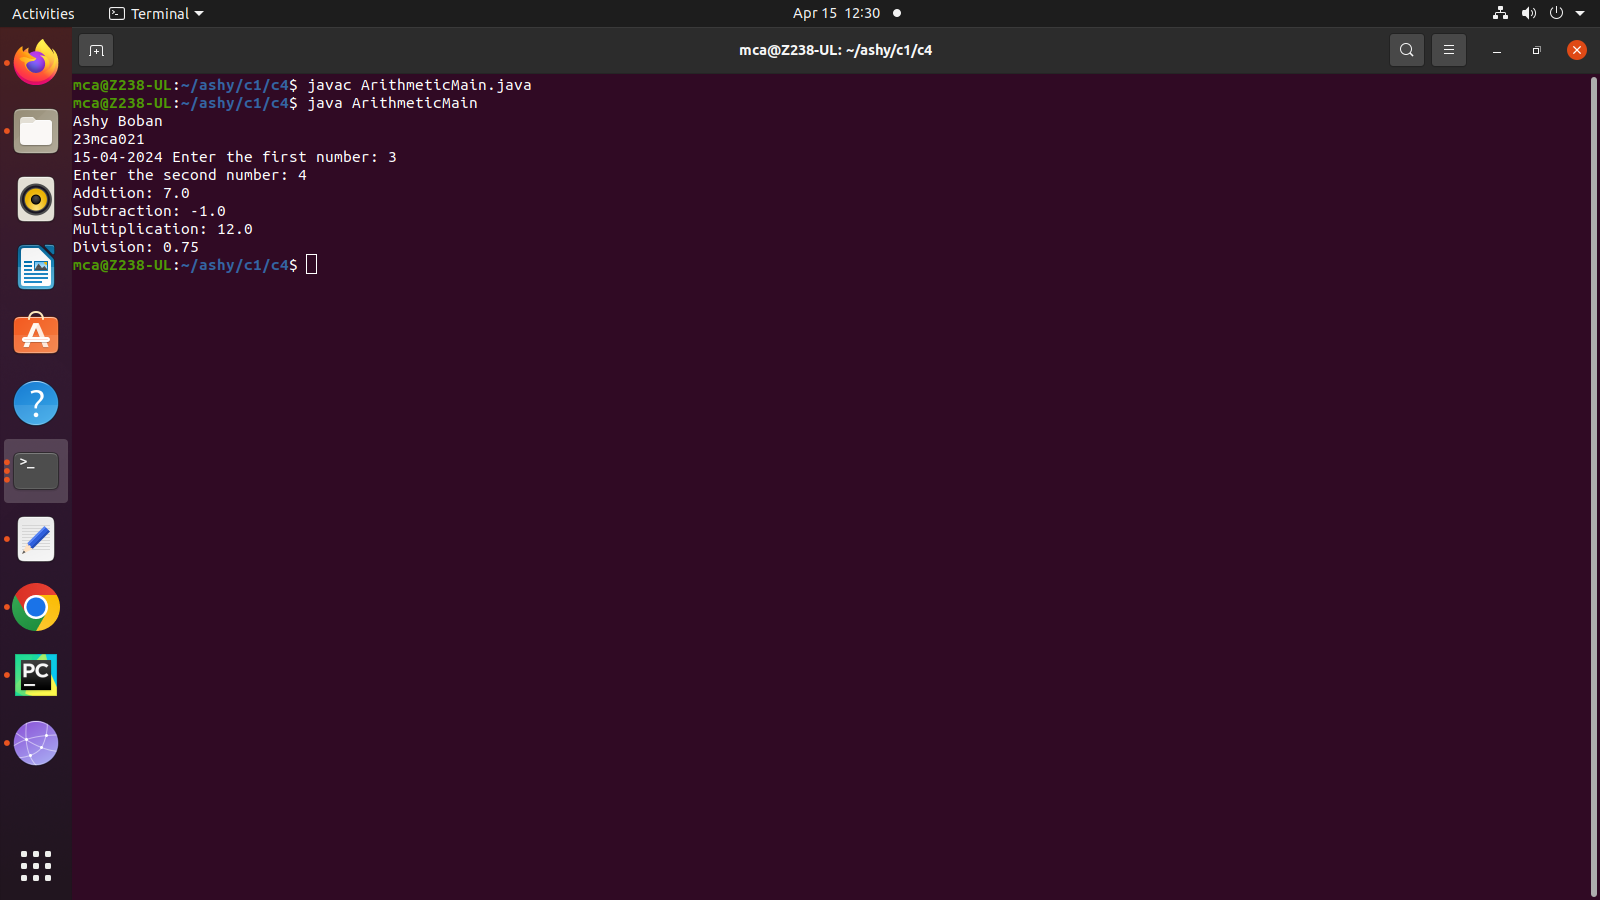 Activities
Terminal
Apr 15 12:30
mca@Z238-UL: ~/ashy/c1/c4
mca@Z238-UL:~/ashy/c1/c4$ javac ArithmeticMain.java
mca@Z238-UL:~/ashy/c1/c4$ java ArithmeticMain
Ashy Boban
23mca021
15-04-2024 Enter the first number: 3
Enter the second number: 4
Addition: 7.0
Subtraction: -1.0
Multiplication: 12.0
Division: 0.75
mca@Z238-UL:~/ashy/c1/c4$
?
>_
PC